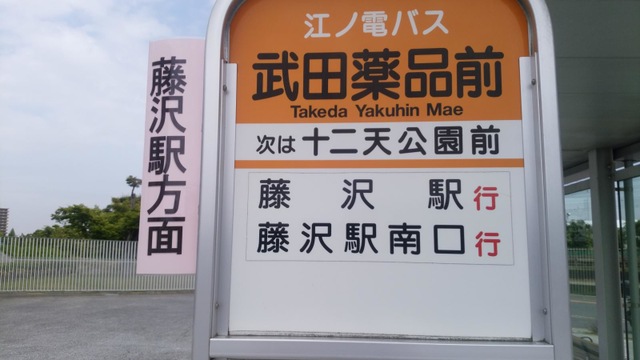 江ノ電バス
武田薬品前
Takeda Yakuhin Mae
次は 十二天公園前
藤沢駅行
藤沢駅南口行
藤沢駅方面